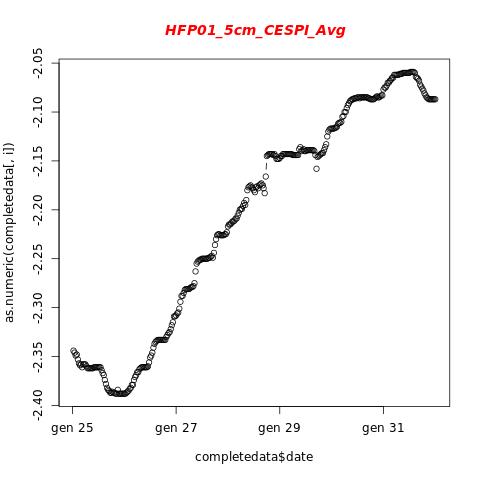 HFP01_5cm_CESPI_Avg
as.numeric(completedata[, i])
-2.05
-2.10
-2.15
-2.20
-2.25
-2.30
-2.35
-2.40
gen 25 gen 27 gen 29 gen 31
completedata$date